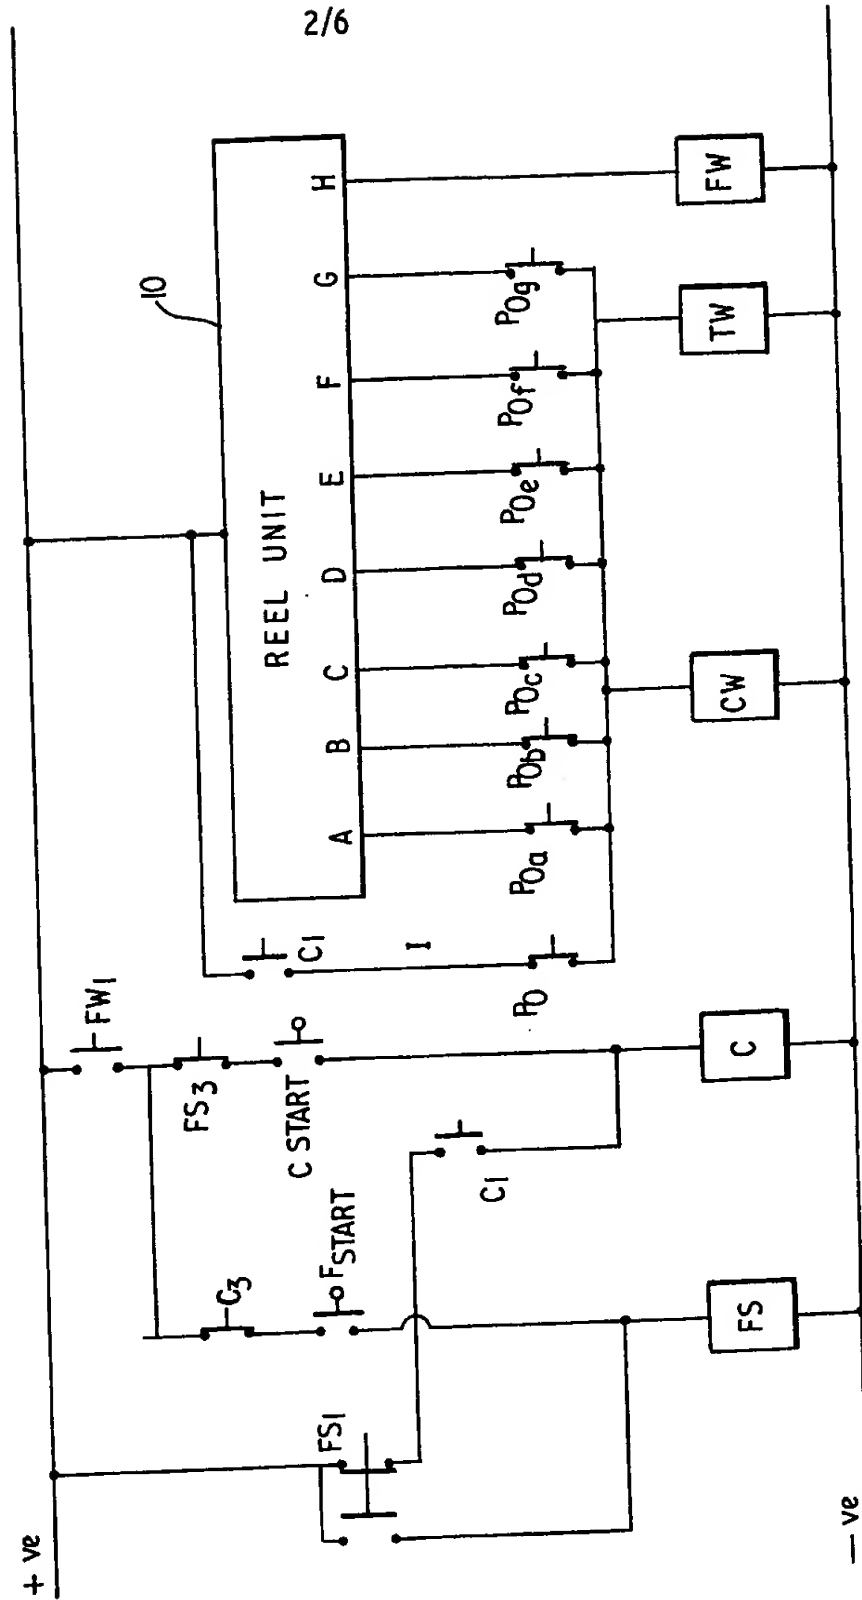 2/6
+ ve
10
REEL UNIT
A B C D E F G H
FW1
FS3
C START
C1
I
P0
P0a
P0b
P0c
P0d
P0e
P0f
P0g
C3
FSTART
C1
FS1
FS
C
CW
TW
FW
– ve